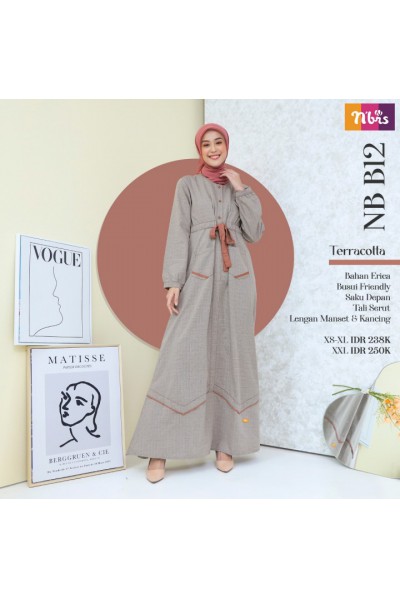 Nbrs
NB B12
Terracotta
Bahan Erica
Busui Friendly
Saku Depan
Tali Serut
Lengan Manset & Kancing
XS-XL IDR 238K
XXL IDR 250K
VOGUE
MATISSE
BERGGRUEN & CIE